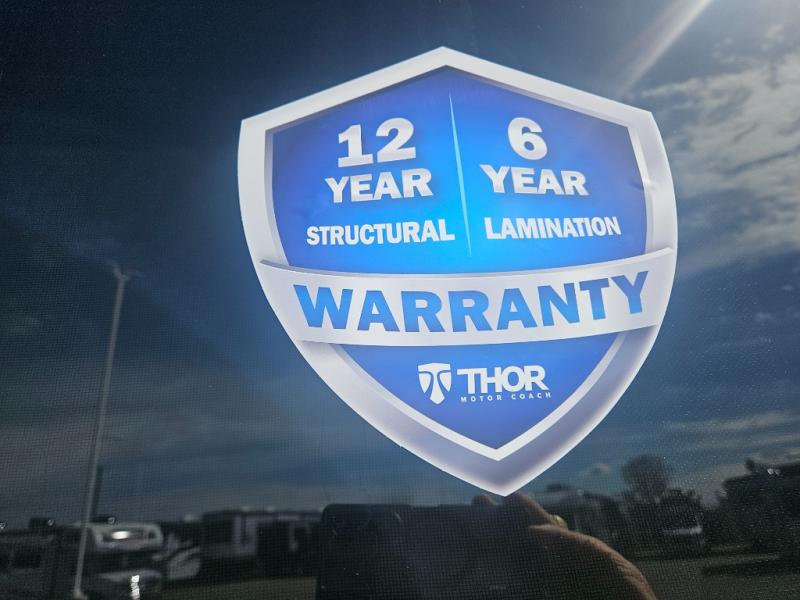 12 YEAR STRUCTURAL
6 YEAR LAMINATION
WARRANTY
THOR
MOTOR COACH